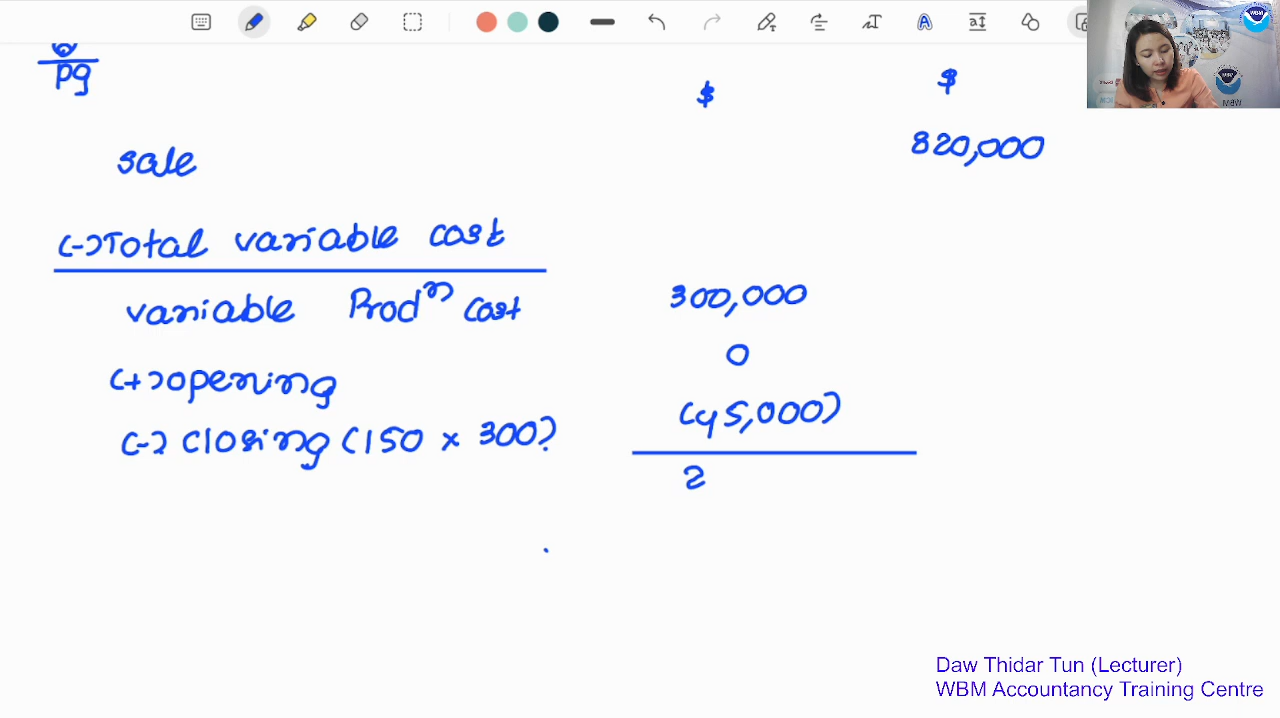 pg
$ $
sale 820,000
(-) Total variable cost
variable Prodⁿ cost 300,000
(+) opening 0
(-) closing (150 × 300) (45,000)
2
Daw Thidar Tun (Lecturer)
WBM Accountancy Training Centre